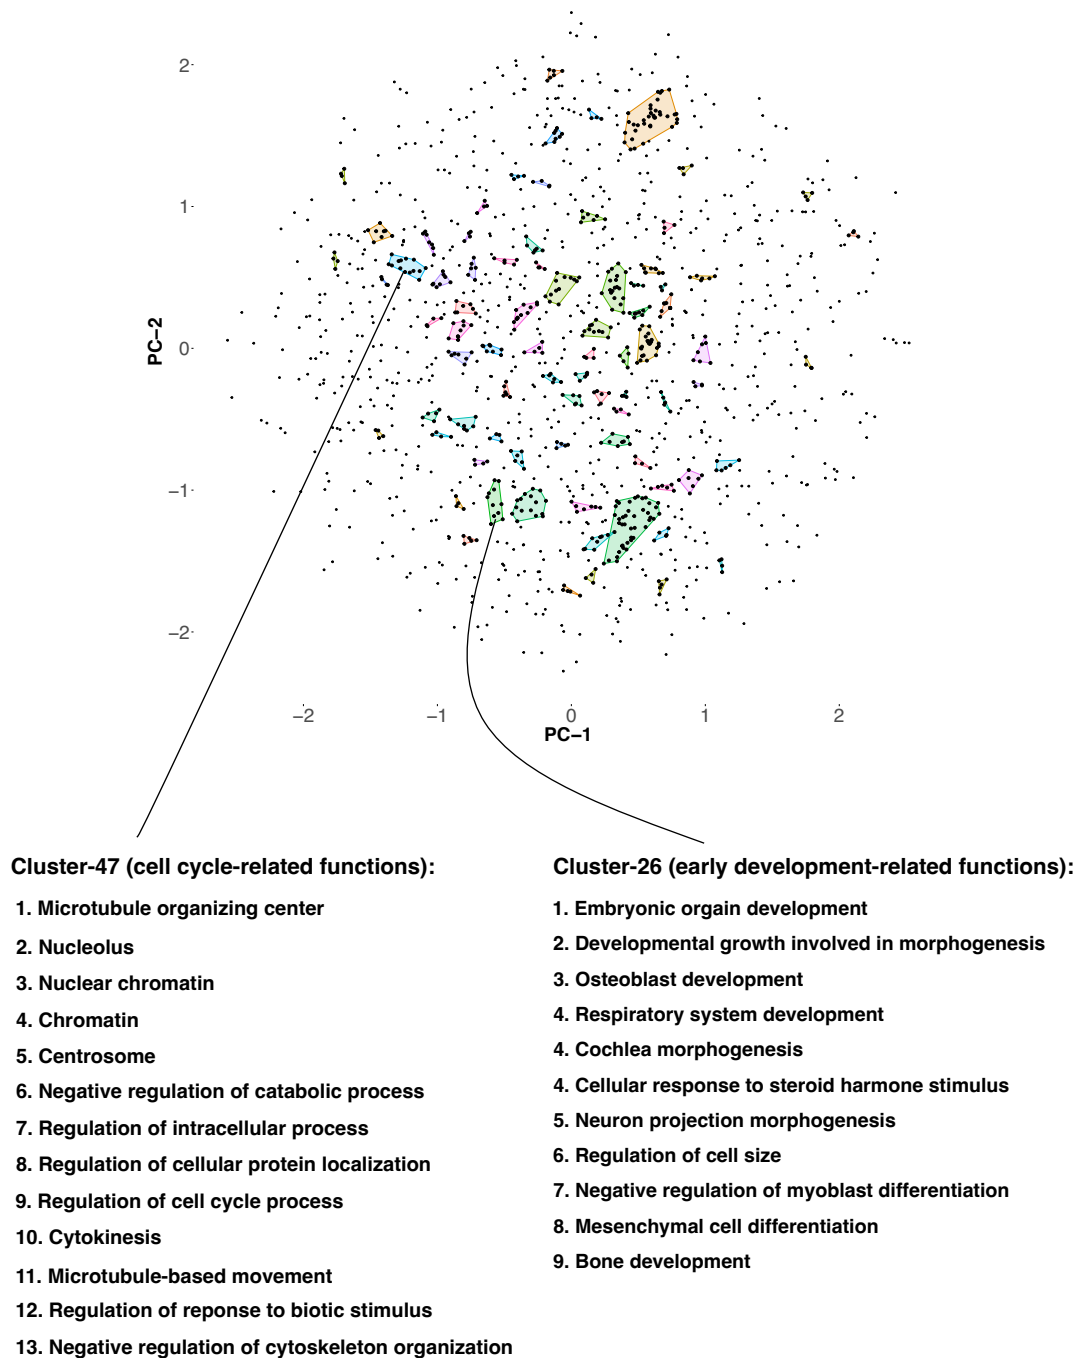 2
1
0
−1
−2
PC−2
−2
−1
0
1
2
PC−1
Cluster-47 (cell cycle-related functions):
1. Microtubule organizing center
2. Nucleolus
3. Nuclear chromatin
4. Chromatin
5. Centrosome
6. Negative regulation of catabolic process
7. Regulation of intracellular process
8. Regulation of cellular protein localization
9. Regulation of cell cycle process
10. Cytokinesis
11. Microtubule-based movement
12. Regulation of reponse to biotic stimulus
13. Negative regulation of cytoskeleton organization
Cluster-26 (early development-related functions):
1. Embryonic orgain development
2. Developmental growth involved in morphogenesis
3. Osteoblast development
4. Respiratory system development
4. Cochlea morphogenesis
4. Cellular response to steroid harmone stimulus
5. Neuron projection morphogenesis
6. Regulation of cell size
7. Negative regulation of myoblast differentiation
8. Mesenchymal cell differentiation
9. Bone development